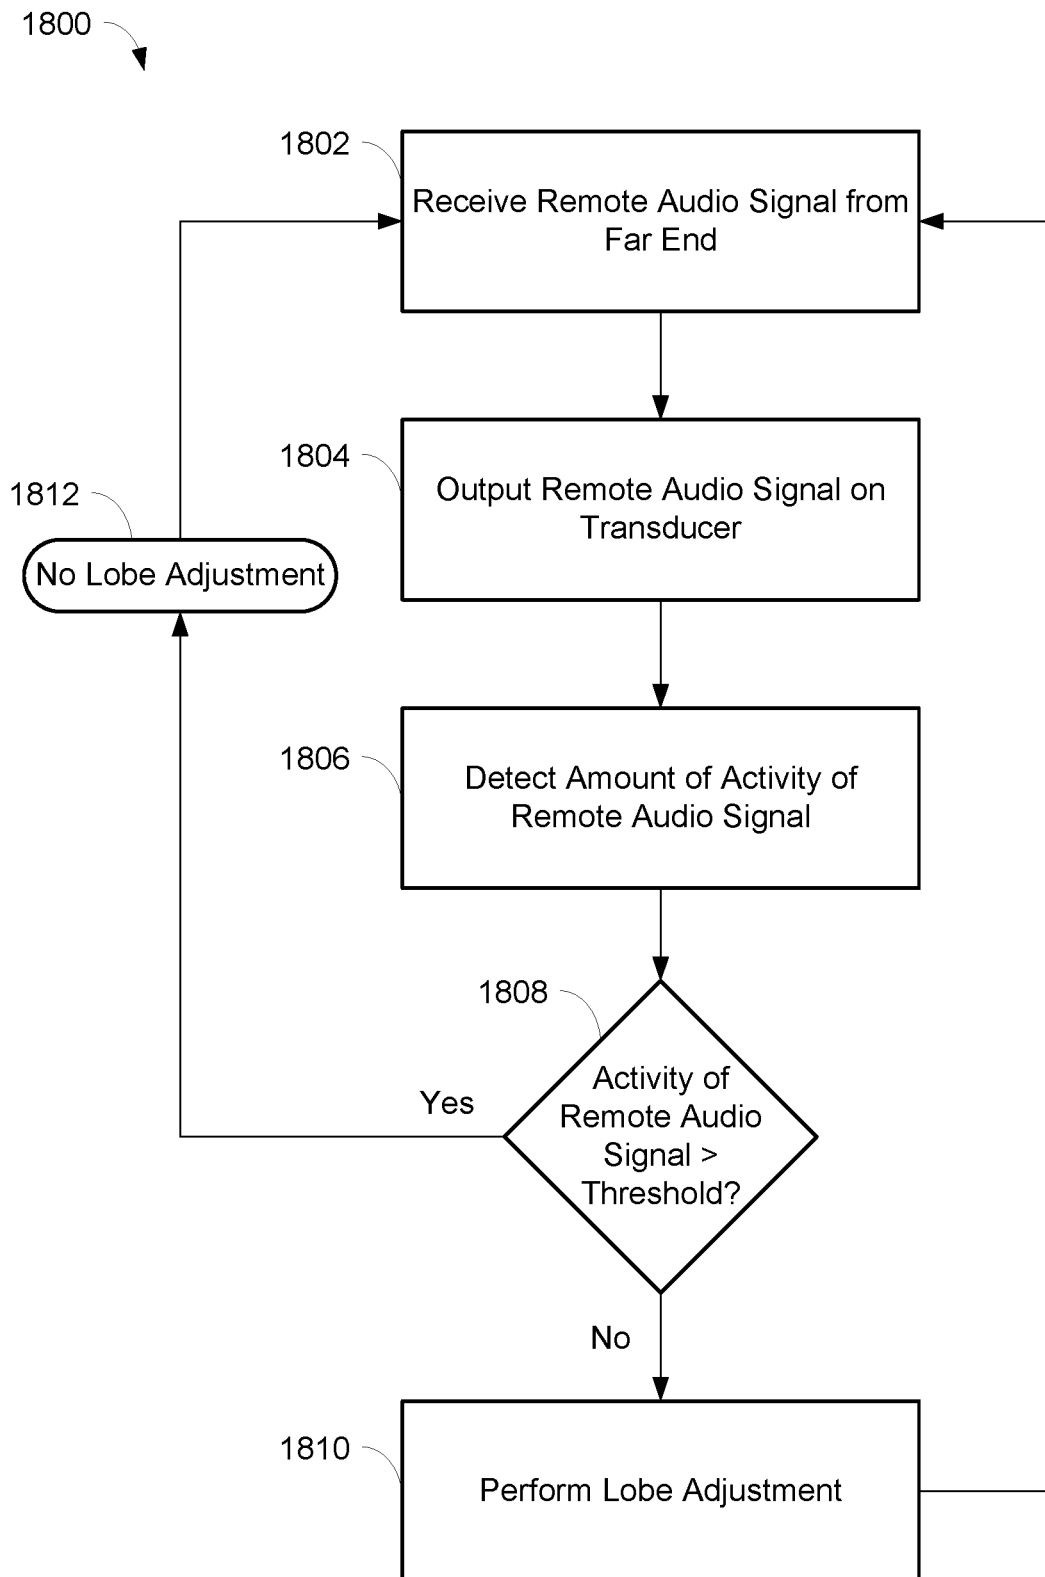 1800
1802
Receive Remote Audio Signal from
Far End
1804
Output Remote Audio Signal on
Transducer
1812
No Lobe Adjustment
1806
Detect Amount of Activity of
Remote Audio Signal
1808
Activity of
Remote Audio
Signal >
Threshold?
Yes
No
1810
Perform Lobe Adjustment